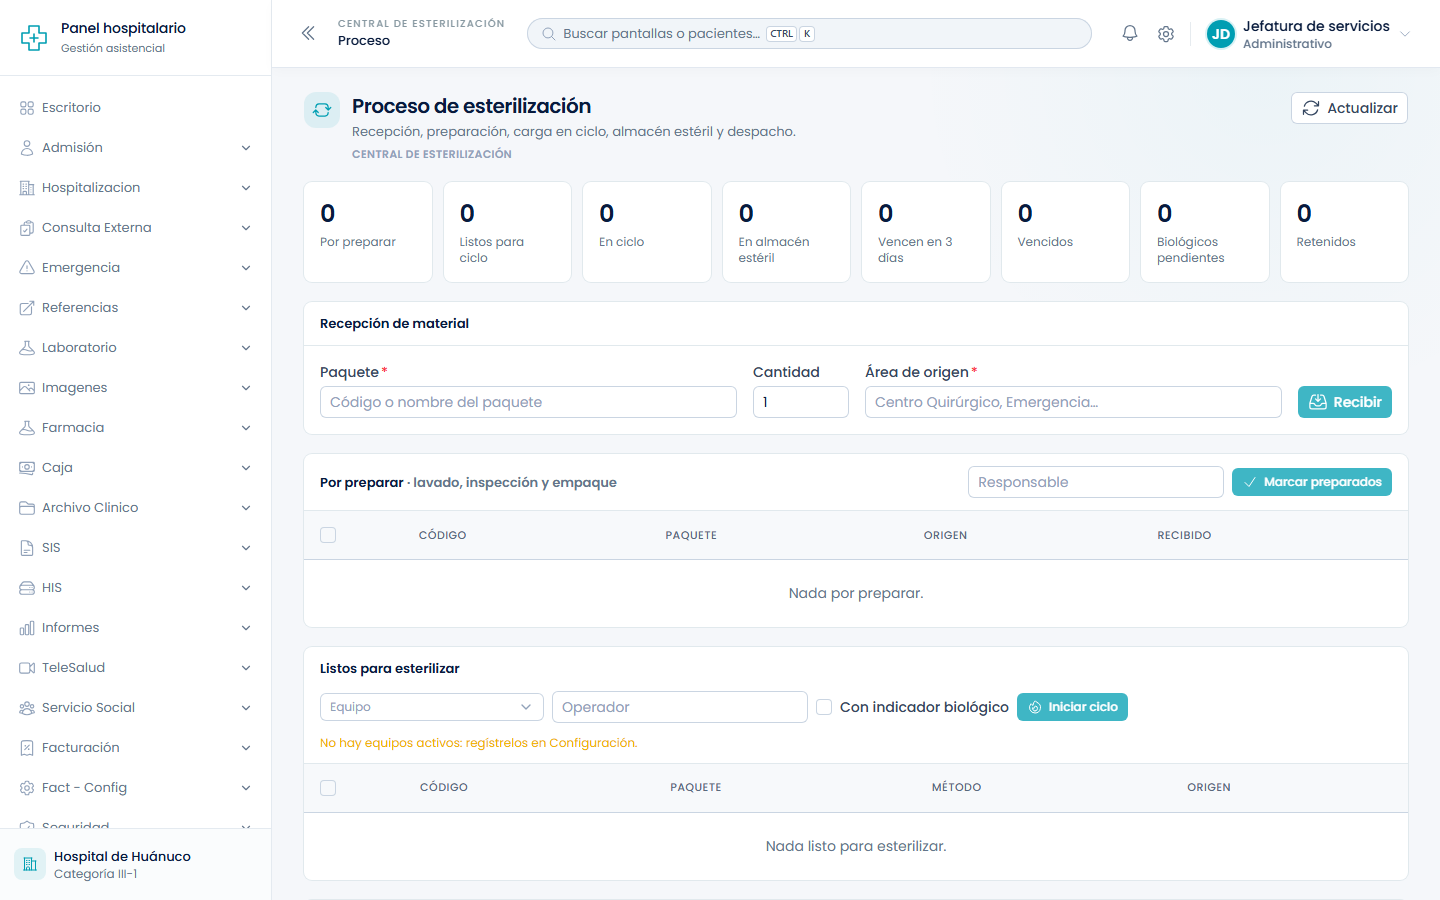 Panel hospitalario
Gestión asistencial
Escritorio
Admisión
Hospitalizacion
Consulta Externa
Emergencia
Referencias
Laboratorio
Imagenes
Farmacia
Caja
Archivo Clinico
SIS
HIS
Informes
TeleSalud
Servicio Social
Facturación
Fact - Config
Seguridad
Hospital de Huánuco
Categoría III-1
CENTRAL DE ESTERILIZACIÓN
Proceso
Buscar pantallas o pacientes... CTRL K
JD
Jefatura de servicios
Administrativo
Proceso de esterilización
Recepción, preparación, carga en ciclo, almacén estéril y despacho.
CENTRAL DE ESTERILIZACIÓN
Actualizar
0
Por preparar
0
Listos para
ciclo
0
En ciclo
0
En almacén
estéril
0
Vencen en 3
días
0
Vencidos
0
Biológicos
pendientes
0
Retenidos
Recepción de material
Paquete*
Código o nombre del paquete
Cantidad
1
Área de origen*
Centro Quirúrgico, Emergencia...
Recibir
Por preparar · lavado, inspección y empaque
Responsable
Marcar preparados
CÓDIGO PAQUETE ORIGEN RECIBIDO
Nada por preparar.
Listos para esterilizar
Equipo
Operador
Con indicador biológico
Iniciar ciclo
No hay equipos activos: regístrelos en Configuración.
CÓDIGO PAQUETE MÉTODO ORIGEN
Nada listo para esterilizar.